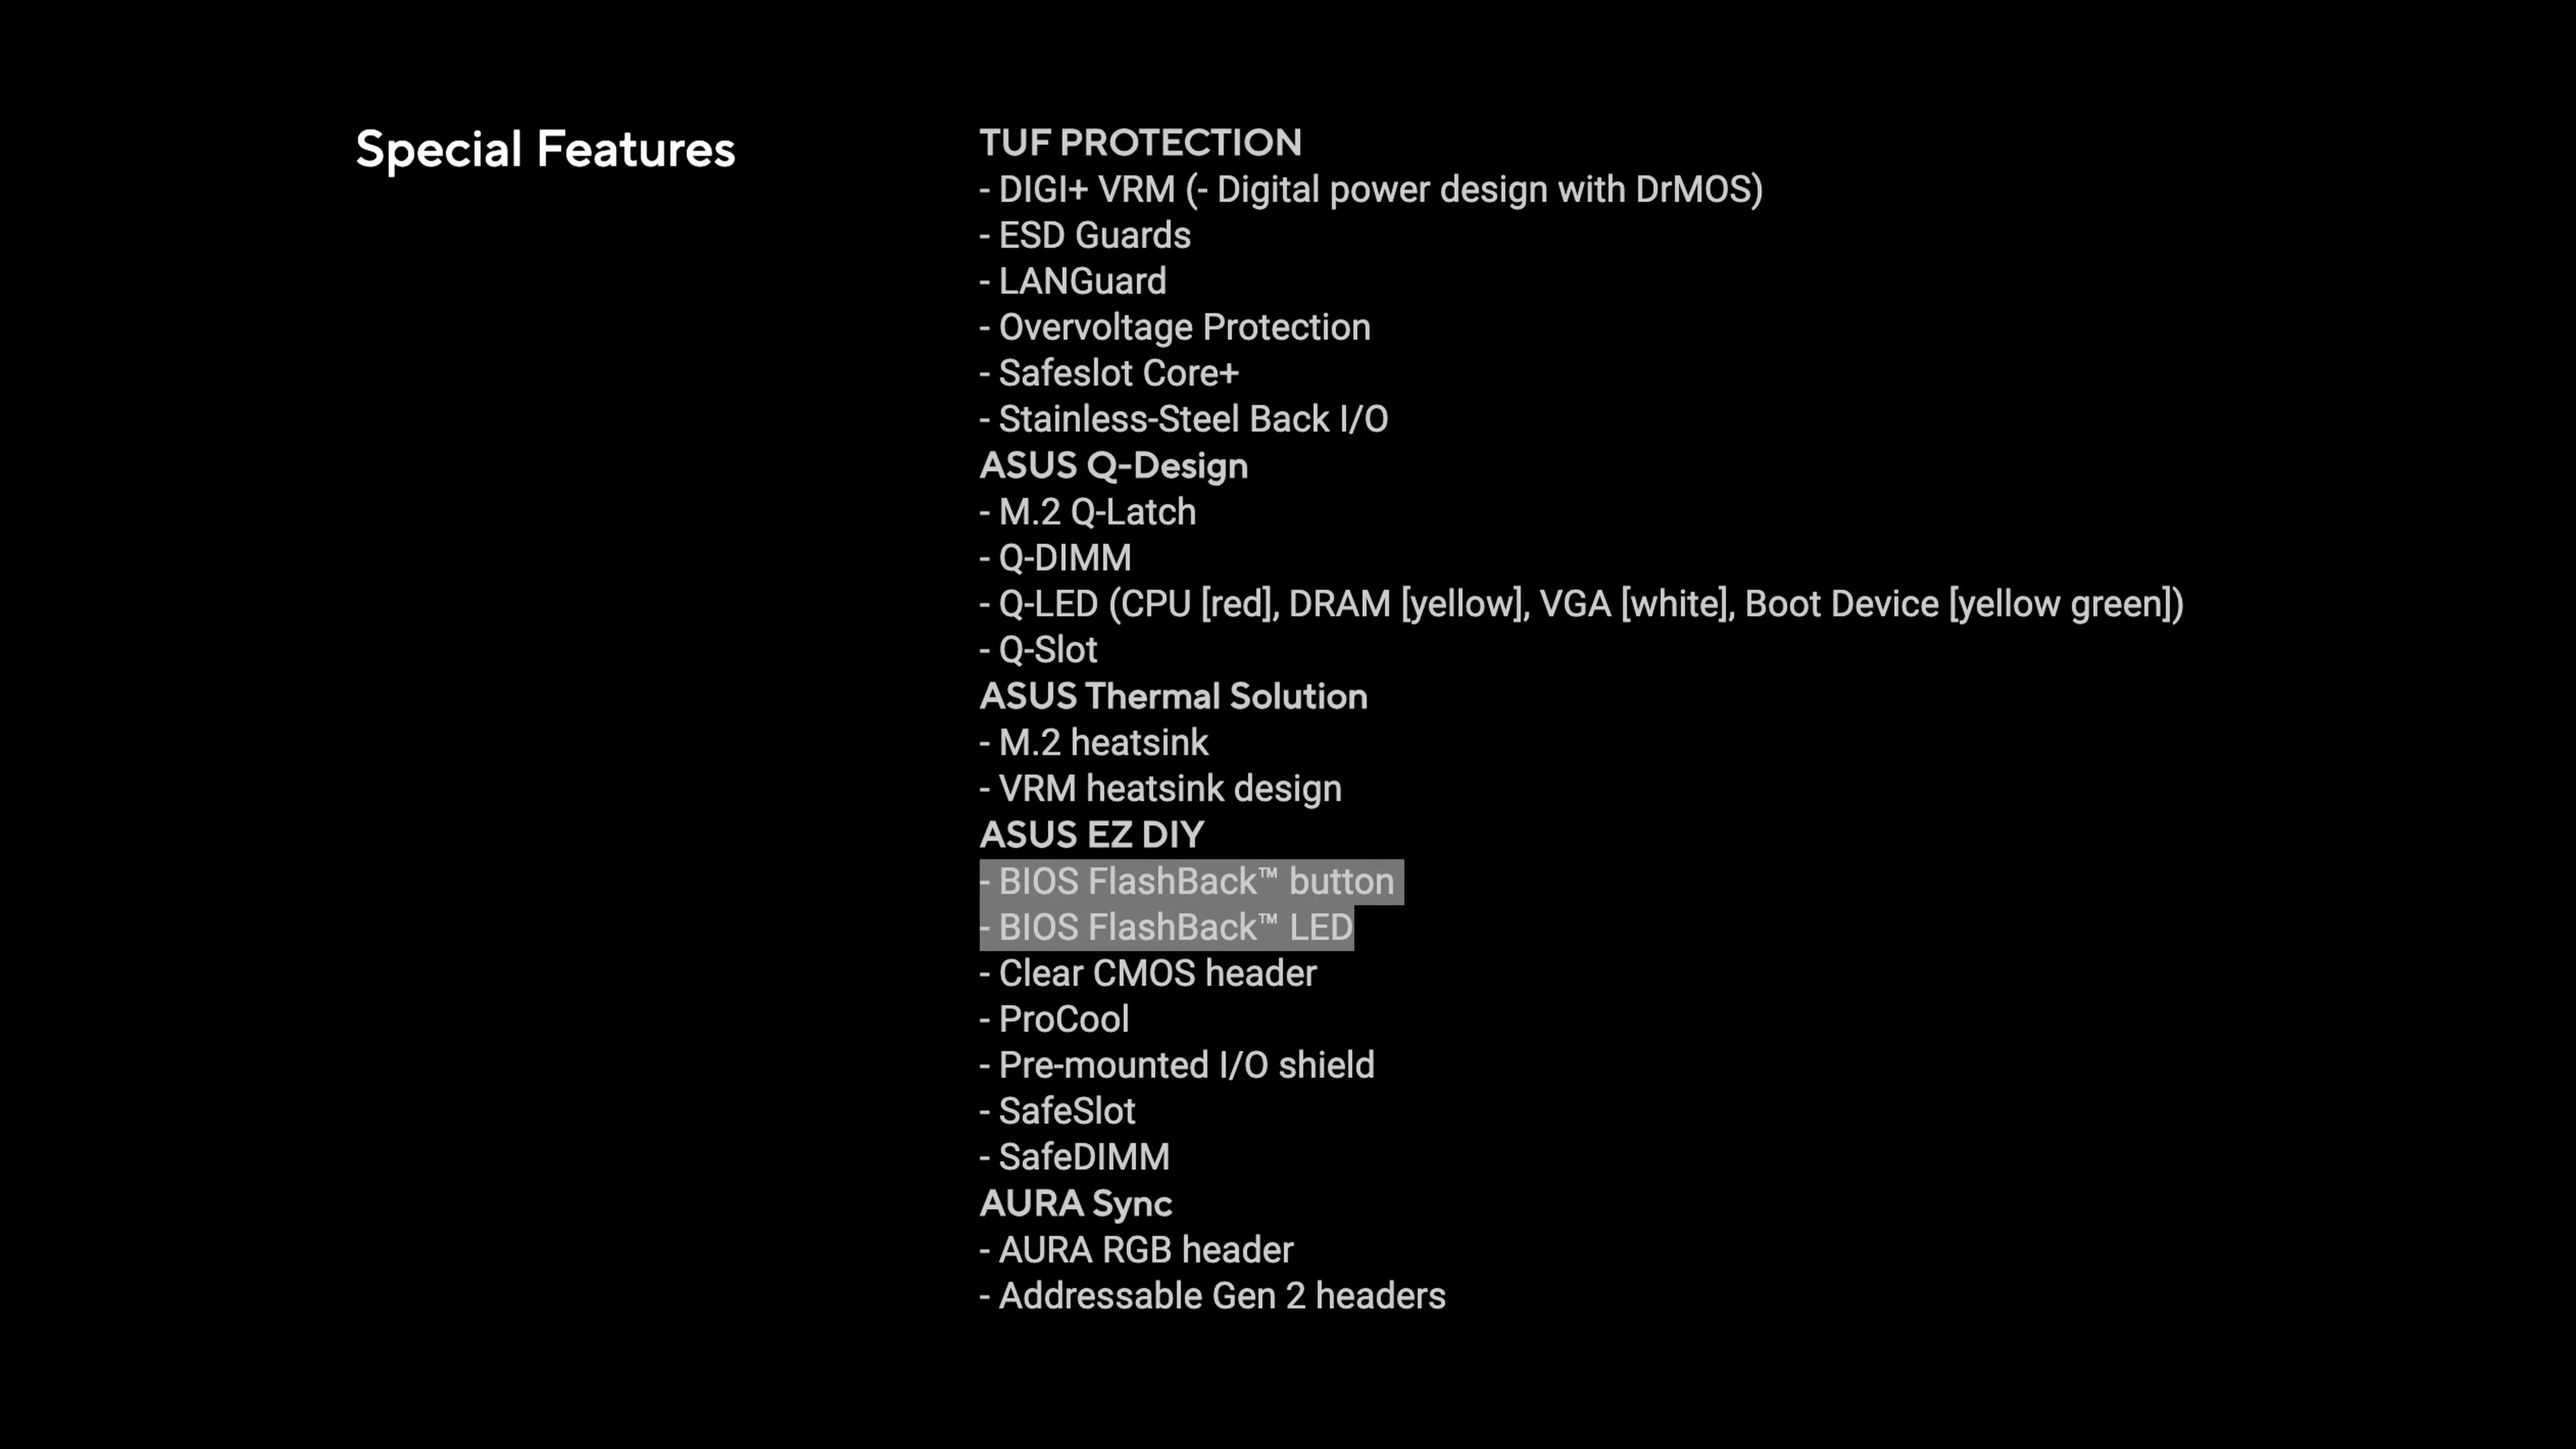 Special Features
TUF PROTECTION
- DIGI+ VRM (- Digital power design with DrMOS)
- ESD Guards
- LANGuard
- Overvoltage Protection
- Safeslot Core+
- Stainless-Steel Back I/O
ASUS Q-Design
- M.2 Q-Latch
- Q-DIMM
- Q-LED (CPU [red], DRAM [yellow], VGA [white], Boot Device [yellow green])
- Q-Slot
ASUS Thermal Solution
- M.2 heatsink
- VRM heatsink design
ASUS EZ DIY
- BIOS FlashBack™ button
- BIOS FlashBack™ LED
- Clear CMOS header
- ProCool
- Pre-mounted I/O shield
- SafeSlot
- SafeDIMM
AURA Sync
- AURA RGB header
- Addressable Gen 2 headers